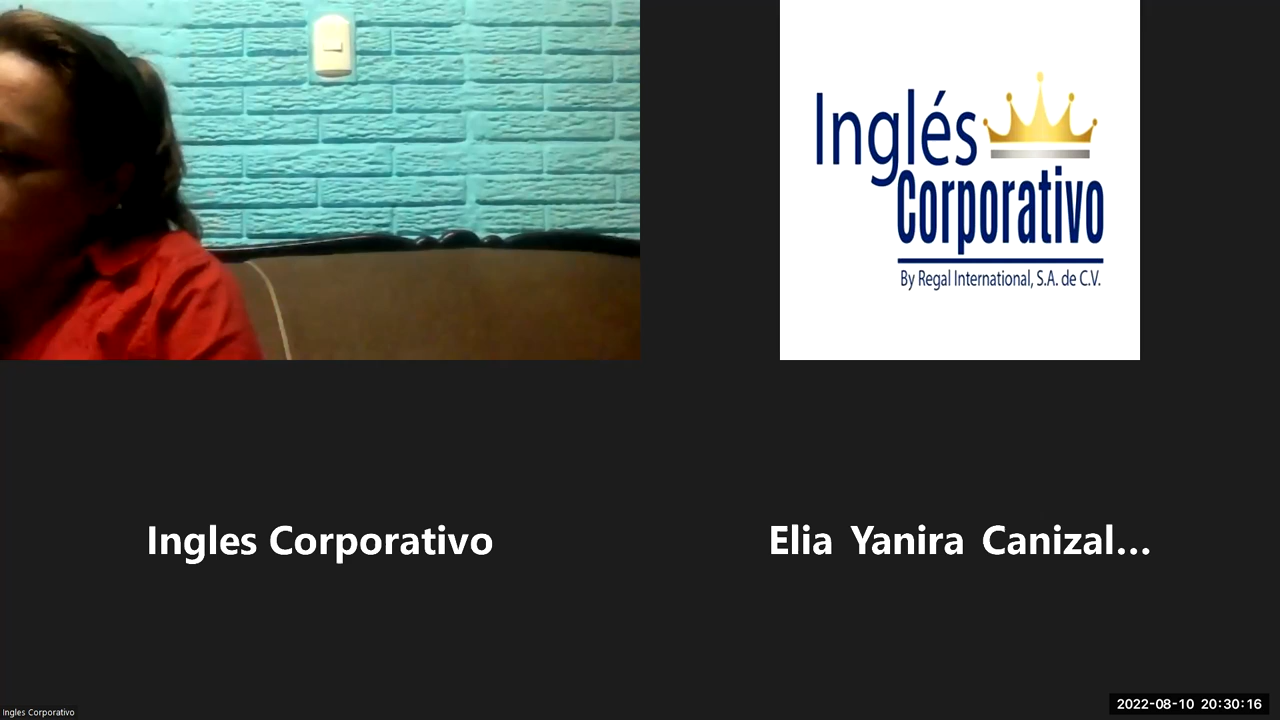 Inglés
Corporativo
By Regal International, S.A. de C.V.
Ingles Corporativo
Elia Yanira Canizal...
Ingles Corporativo
2022-08-10 20:30:16